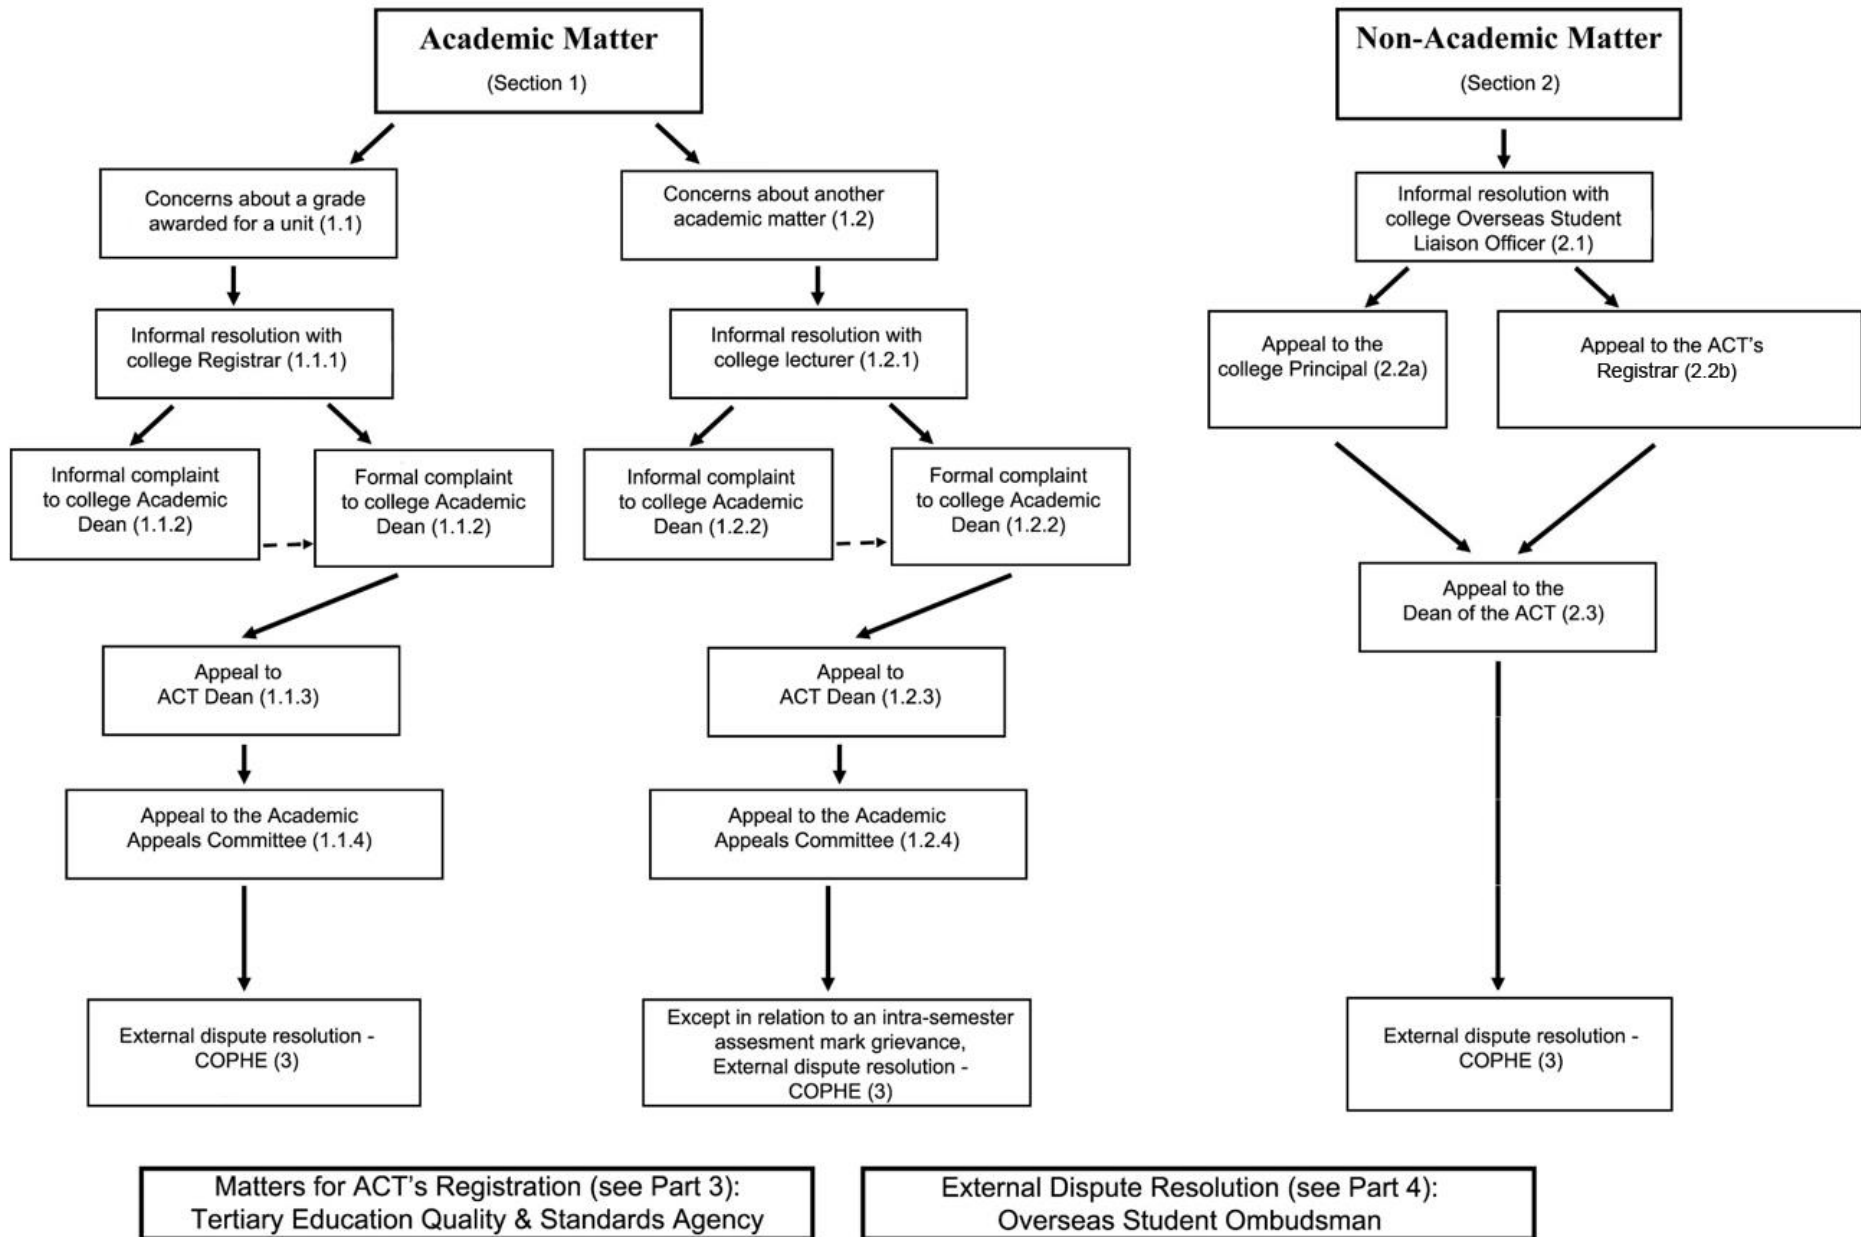 Academic Matter
(Section 1)
Non-Academic Matter
(Section 2)
Concerns about a grade
awarded for a unit (1.1)
Concerns about another
academic matter (1.2)
Informal resolution with
college Overseas Student
Liaison Officer (2.1)
Informal resolution with
college Registrar (1.1.1)
Informal resolution with
college lecturer (1.2.1)
Appeal to the
college Principal (2.2a)
Appeal to the ACT's
Registrar (2.2b)
Informal complaint
to college Academic
Dean (1.1.2)
Formal complaint
to college Academic
Dean (1.1.2)
Informal complaint
to college Academic
Dean (1.2.2)
Formal complaint
to college Academic
Dean (1.2.2)
Appeal to the
Dean of the ACT (2.3)
Appeal to
ACT Dean (1.1.3)
Appeal to
ACT Dean (1.2.3)
Appeal to the Academic
Appeals Committee (1.1.4)
Appeal to the Academic
Appeals Committee (1.2.4)
External dispute resolution -
COPHE (3)
Except in relation to an intra-semester
assesment mark grievance,
External dispute resolution -
COPHE (3)
External dispute resolution -
COPHE (3)
Matters for ACT's Registration (see Part 3):
Tertiary Education Quality & Standards Agency
External Dispute Resolution (see Part 4):
Overseas Student Ombudsman